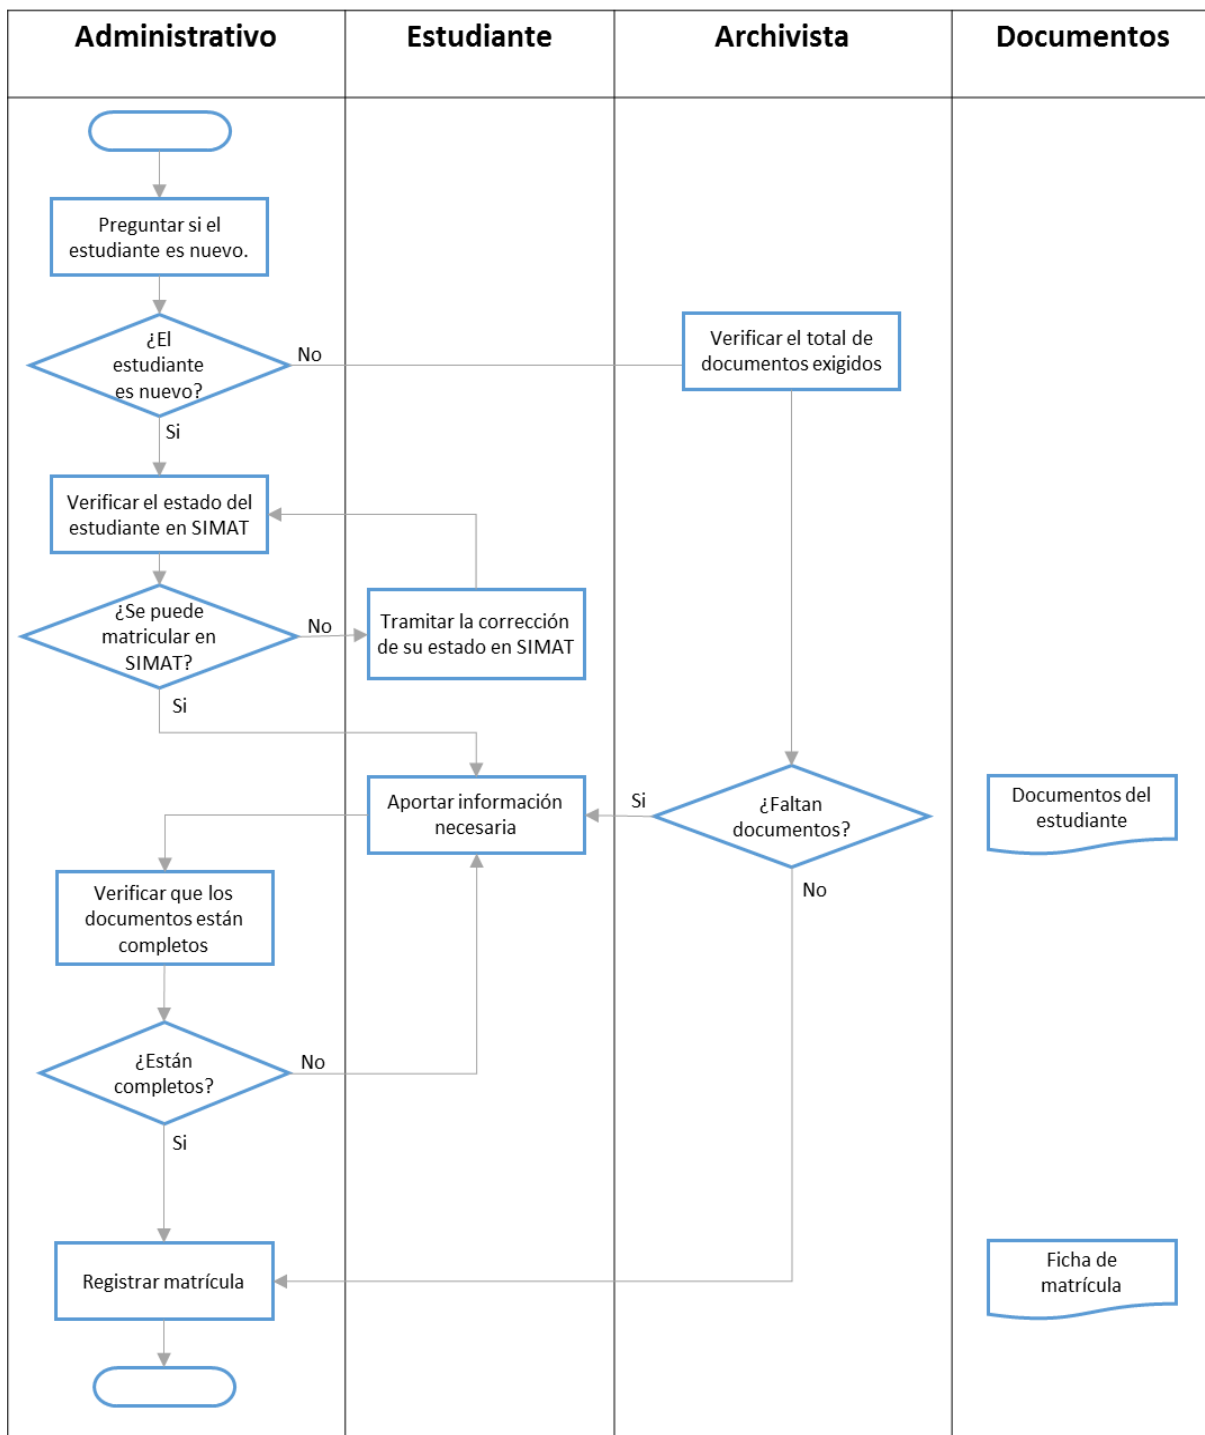 Administrativo
Estudiante
Archivista
Documentos
Preguntar si el
estudiante es nuevo.
¿El
estudiante
es nuevo?
No
Verificar el total de
documentos exigidos
Si
Verificar el estado del
estudiante en SIMAT
¿Se puede
matricular en
SIMAT?
No
Tramitar la corrección
de su estado en SIMAT
Si
Aportar información
necesaria
Si
¿Faltan
documentos?
Documentos del
estudiante
No
Verificar que los
documentos están
completos
¿Están
completos?
No
Si
Registrar matrícula
Ficha de
matrícula